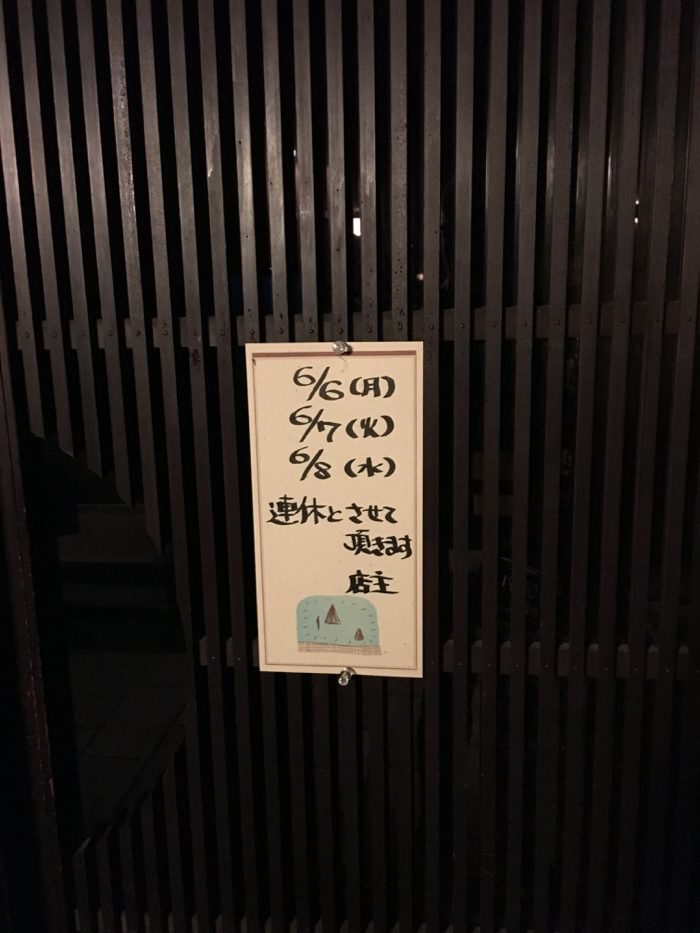 6/6(月)
6/7(火)
6/8(水)
連休とさせて
頂きます
店主